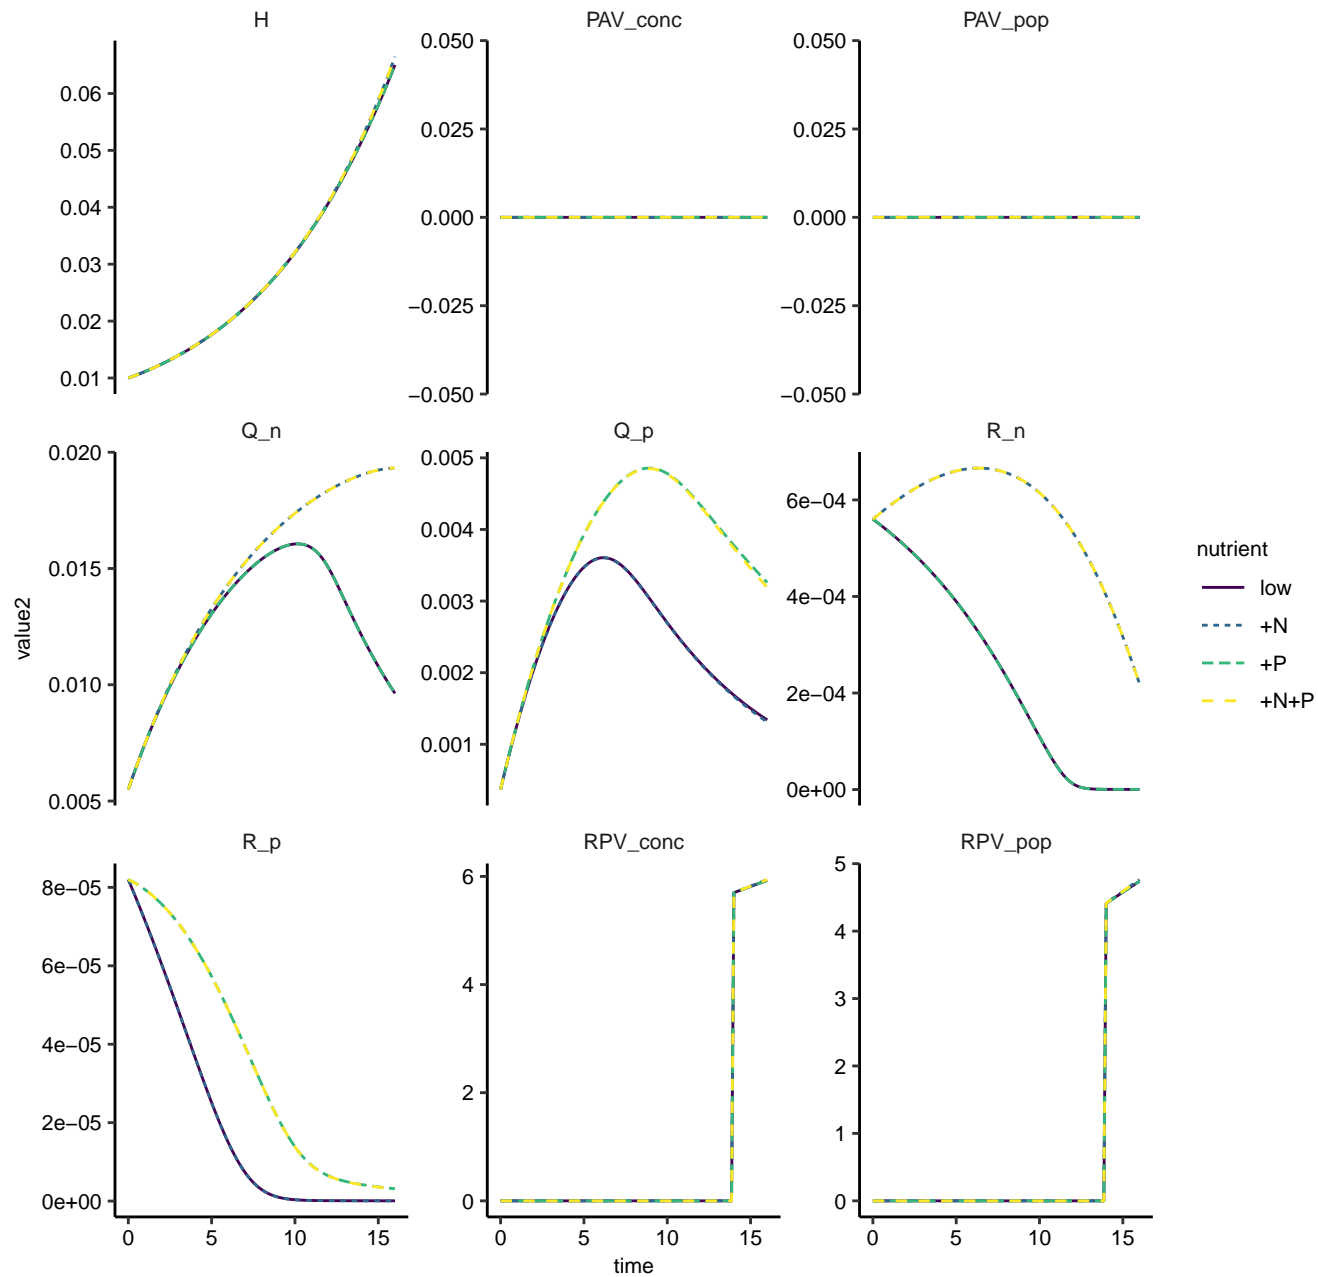 H
PAV_conc
PAV_pop
0.06
0.05
0.04
0.03
0.02
0.01
0.050
0.025
0.000
−0.025
−0.050
0.050
0.025
0.000
−0.025
−0.050
Q_n
Q_p
R_n
0.020
0.015
0.010
0.005
0.005
0.004
0.003
0.002
0.001
6e−04
4e−04
2e−04
0e+00
R_p
RPV_conc
RPV_pop
8e−05
6e−05
4e−05
2e−05
0e+00
6
4
2
0
5
4
3
2
1
0
0 5 10 15
0 5 10 15
0 5 10 15
time
value2
nutrient
low
+N
+P
+N+P